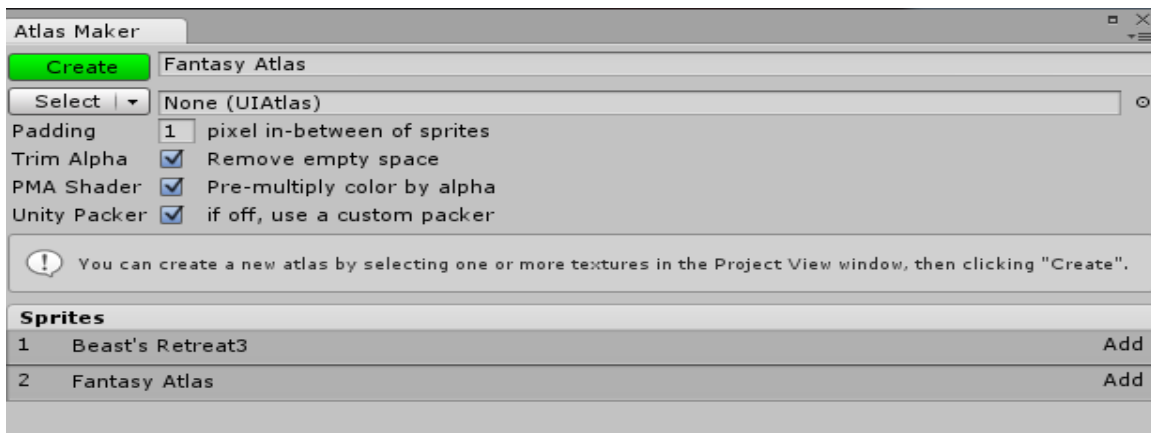 Atlas Maker
Create Fantasy Atlas
Select None (UIAtlas)
Padding 1 pixel in-between of sprites
Trim Alpha Remove empty space
PMA Shader Pre-multiply color by alpha
Unity Packer if off, use a custom packer
You can create a new atlas by selecting one or more textures in the Project View window, then clicking "Create".
Sprites
1 Beast's Retreat3 Add
2 Fantasy Atlas Add